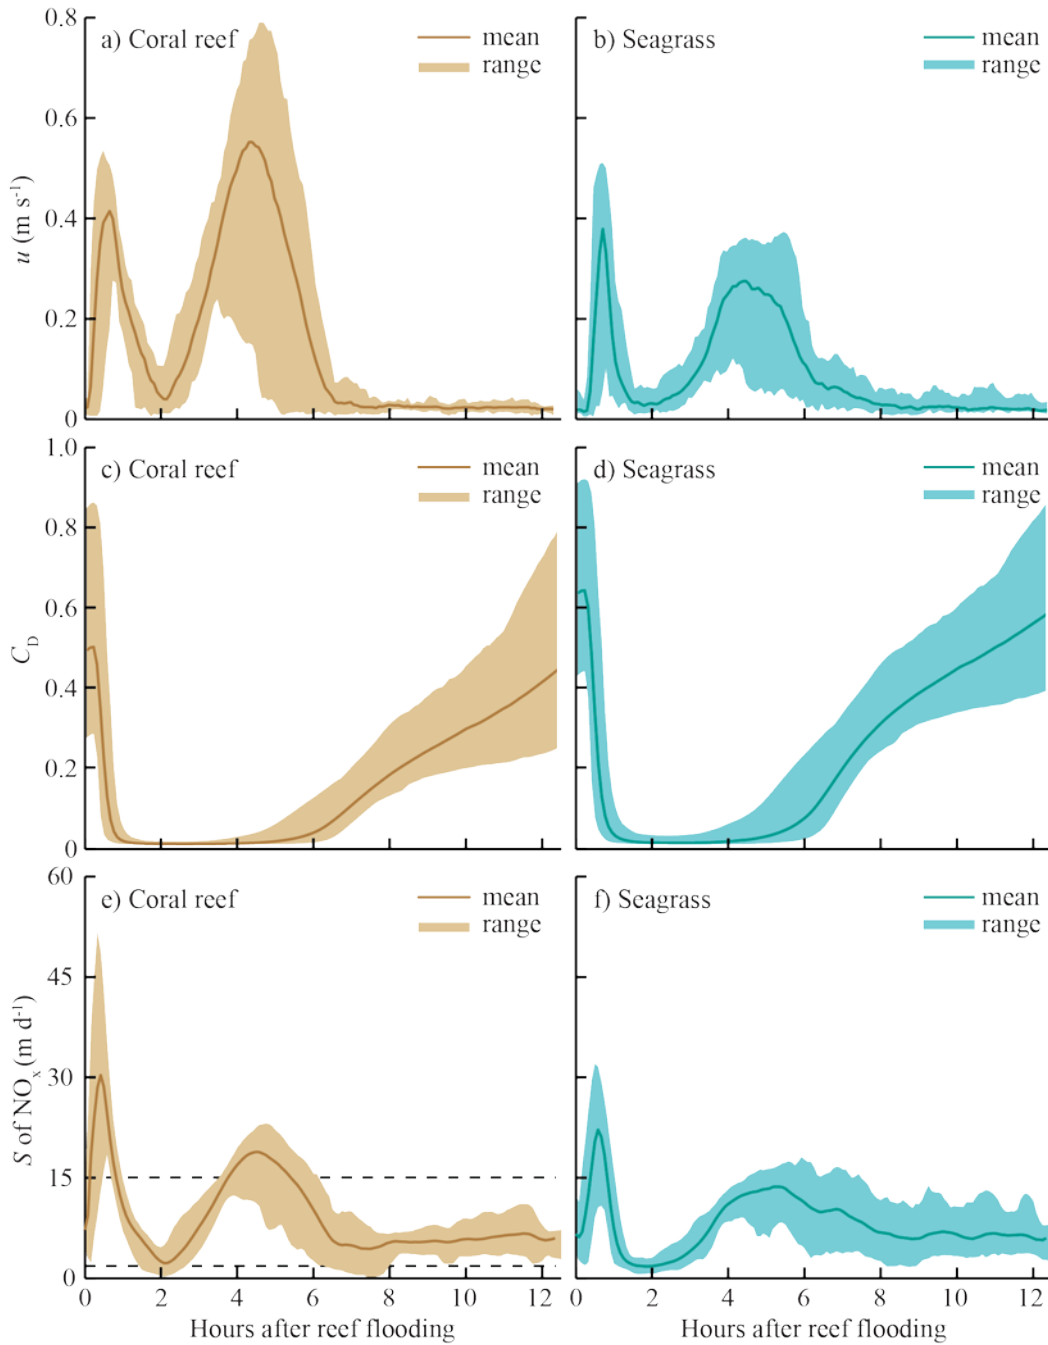 0.8
a) Coral reef
mean
range
b) Seagrass
mean
range
0.6
0.4
0.2
0
u (m s-1)
1.0
c) Coral reef
mean
range
d) Seagrass
mean
range
0.8
0.6
0.4
0.2
0
CD
60
e) Coral reef
mean
range
f) Seagrass
mean
range
45
30
15
0
S of NOx (m d-1)
0 2 4 6 8 10 12
0 2 4 6 8 10 12
Hours after reef flooding
Hours after reef flooding